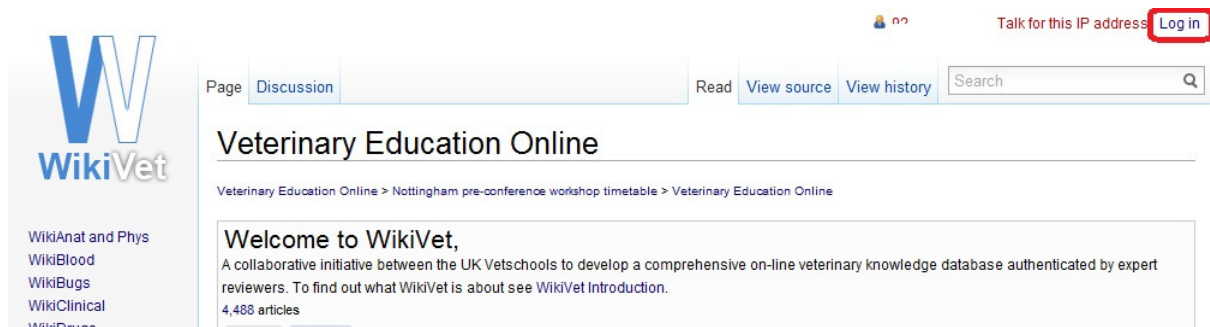 Talk for this IP address Log in
WikiVet
Page Discussion Read View source View history Search
Veterinary Education Online
Veterinary Education Online > Nottingham pre-conference workshop timetable > Veterinary Education Online
WikiAnat and Phys
WikiBlood
WikiBugs
WikiClinical
Welcome to WikiVet,
A collaborative initiative between the UK Vetschools to develop a comprehensive on-line veterinary knowledge database authenticated by expert
reviewers. To find out what WikiVet is about see WikiVet Introduction.
4,488 articles